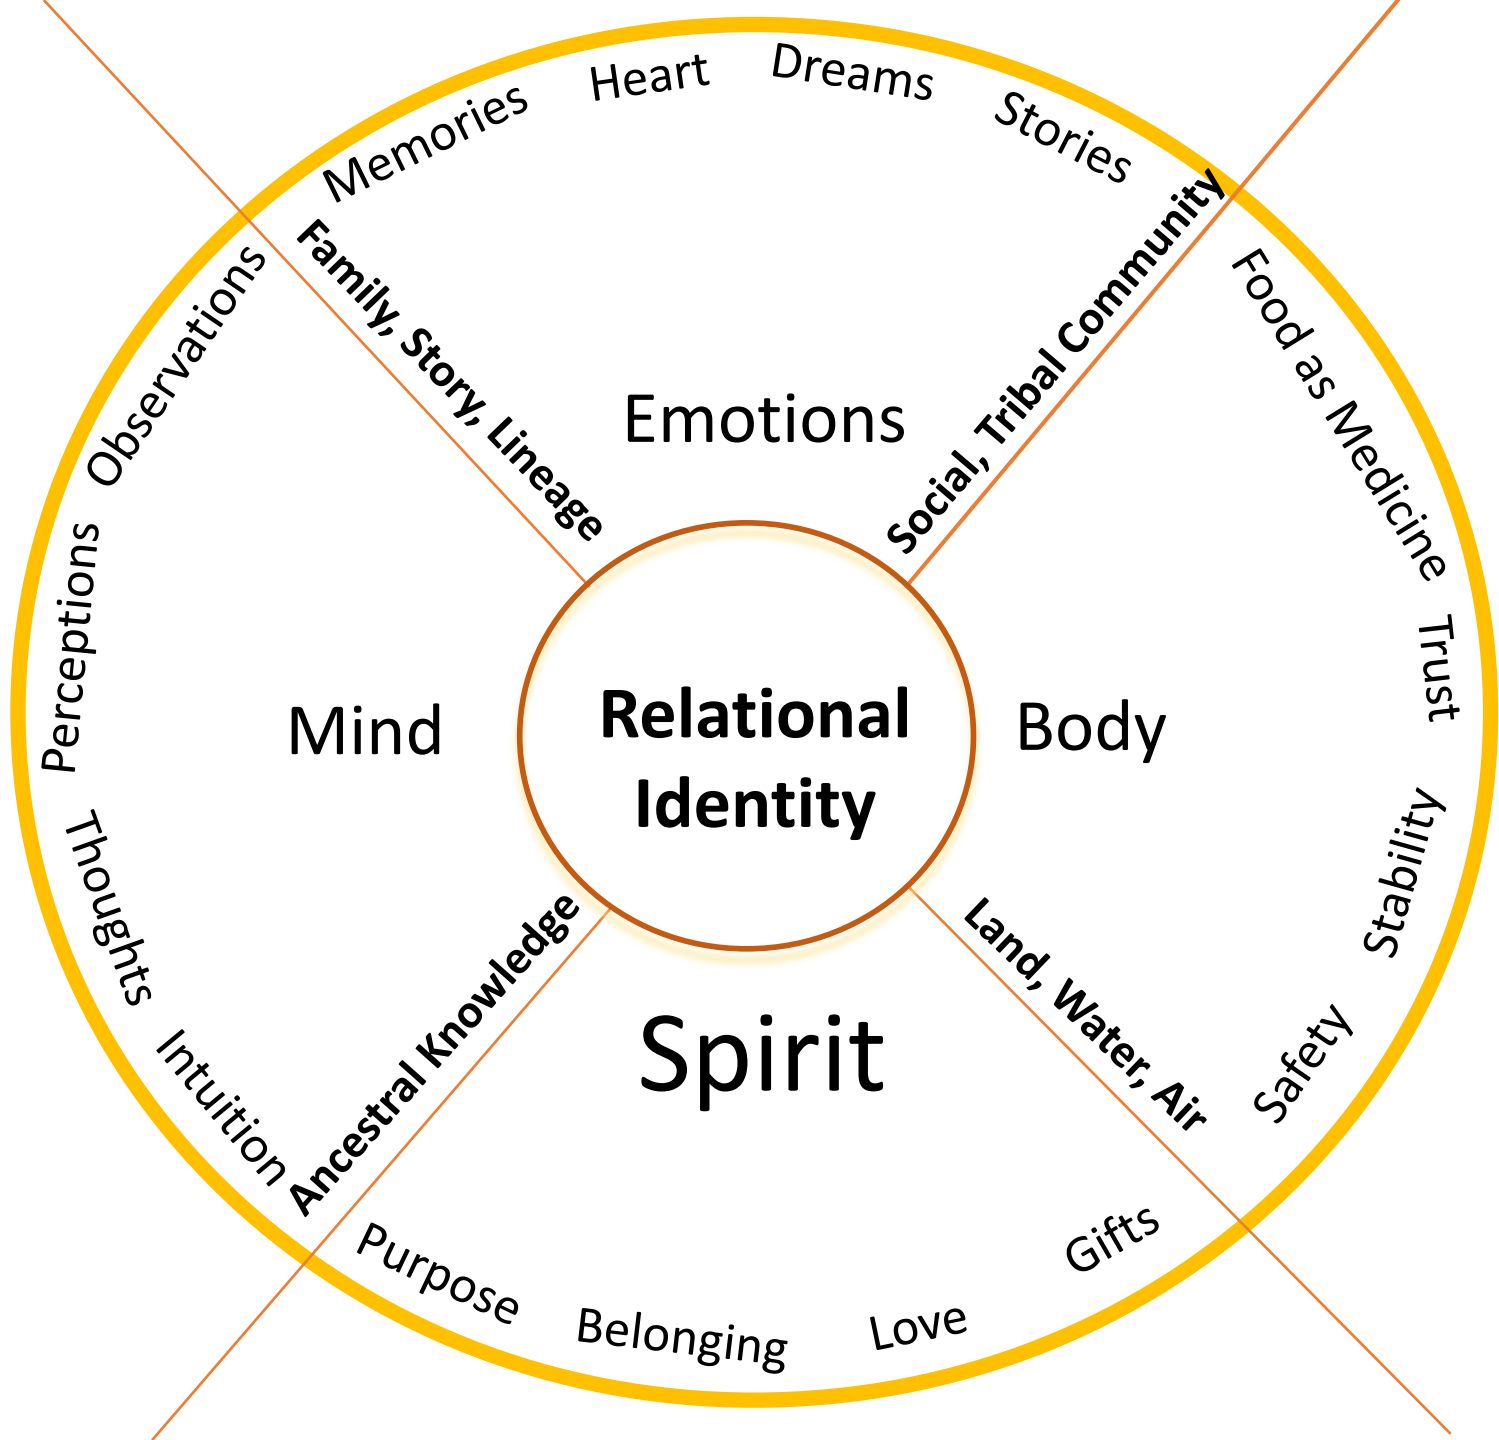 Memories
Heart
Dreams
Stories
Family, Story, Lineage
Social, Tribal Community
Emotions
Observations
Perceptions
Thoughts
Intuition
Mind
Relational
Identity
Body
Food as Medicine
Trust
Stability
Safety
Ancestral Knowledge
Land, Water, Air
Spirit
Purpose
Belonging
Love
Gifts